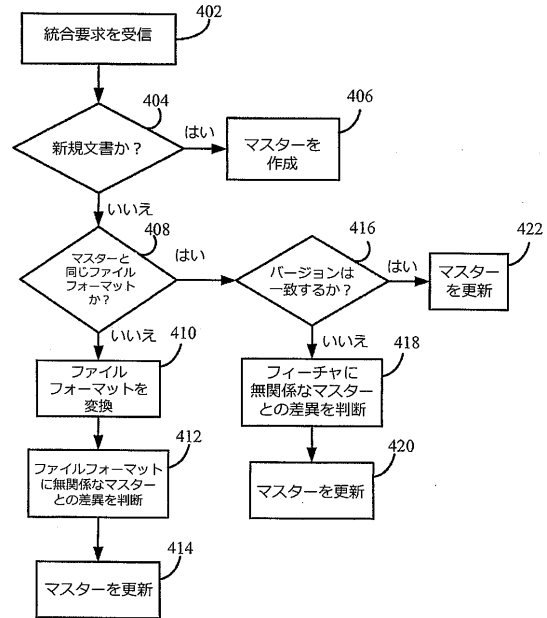 統合要求を受信
402
404
新規文書か？
はい
406
マスターを
作成
いいえ
408
マスターと
同じファイル
フォーマット
か？
はい
416
バージョンは
一致するか？
はい
422
マスター
を更新
いいえ
410
ファイル
フォーマットを
変換
いいえ
418
フィーチャに
無関係なマスター
との差異を判断
412
ファイルフォーマット
に無関係なマスター
との差異を判断
420
マスターを更新
414
マスターを更新